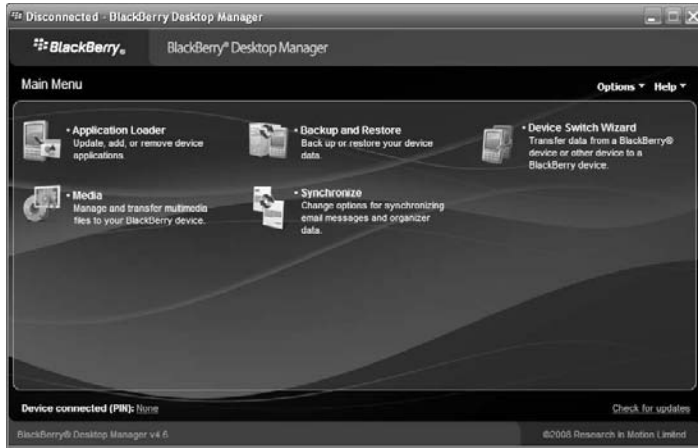 Disconnected - BlackBerry Desktop Manager
BlackBerry®
BlackBerry® Desktop Manager
Main Menu
Options
Help
• Application Loader
Update, add, or remove device
applications.
• Backup and Restore
Back up or restore your device
data.
• Device Switch Wizard
Transfer data from a BlackBerry®
device or other device to a
BlackBerry device.
• Media
Manage and transfer multimedia
files to your BlackBerry device.
• Synchronize
Change options for synchronizing
email messages and organizer
data.
Device connected (PIN): None
Check for updates
BlackBerry® Desktop Manager v4.6
©2008 Research in Motion Limited